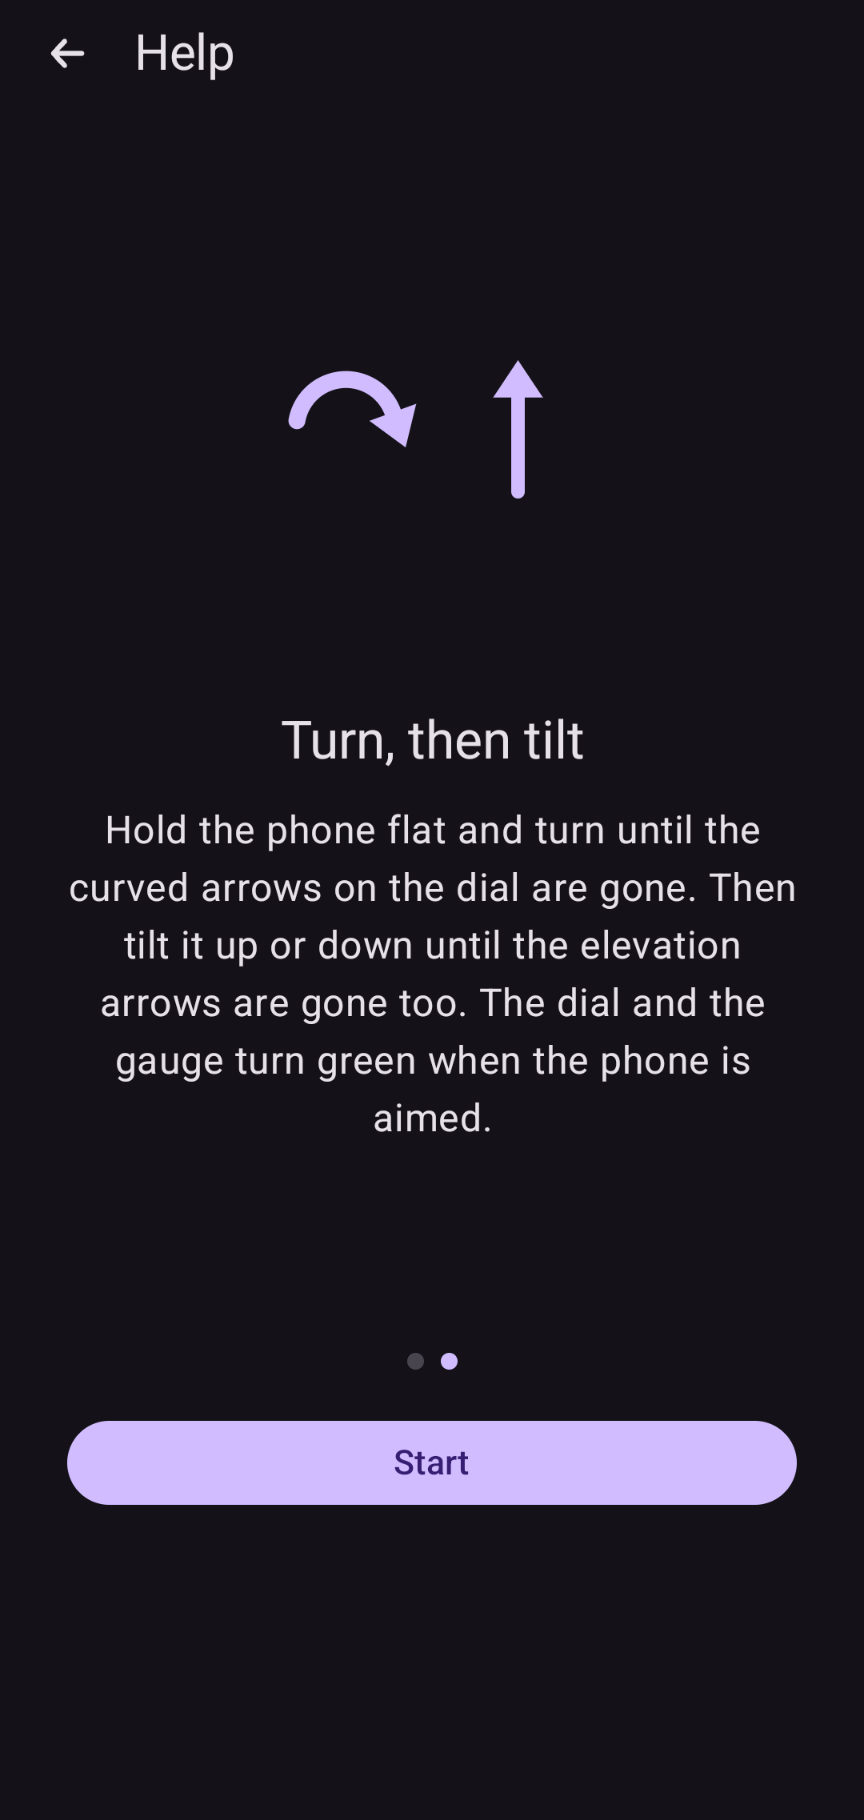 Help
Turn, then tilt
Hold the phone flat and turn until the
curved arrows on the dial are gone. Then
tilt it up or down until the elevation
arrows are gone too. The dial and the
gauge turn green when the phone is
aimed.
Start